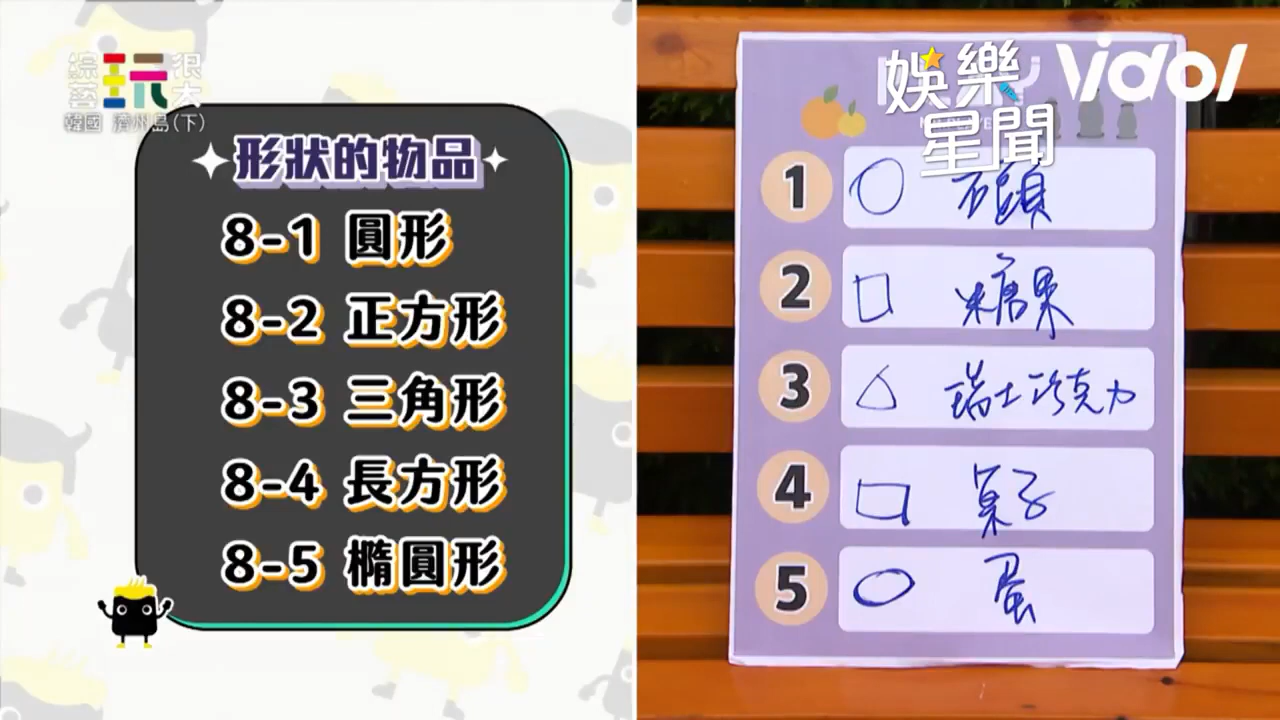 綜藝玩很大
韓國 濟州島(下)
形狀的物品
8-1 圓形
8-2 正方形
8-3 三角形
8-4 長方形
8-5 橢圓形
娛樂星聞
Vidol
1 石頭
2 糖果
3 瑞士巧克力
4 菓子
5 蛋